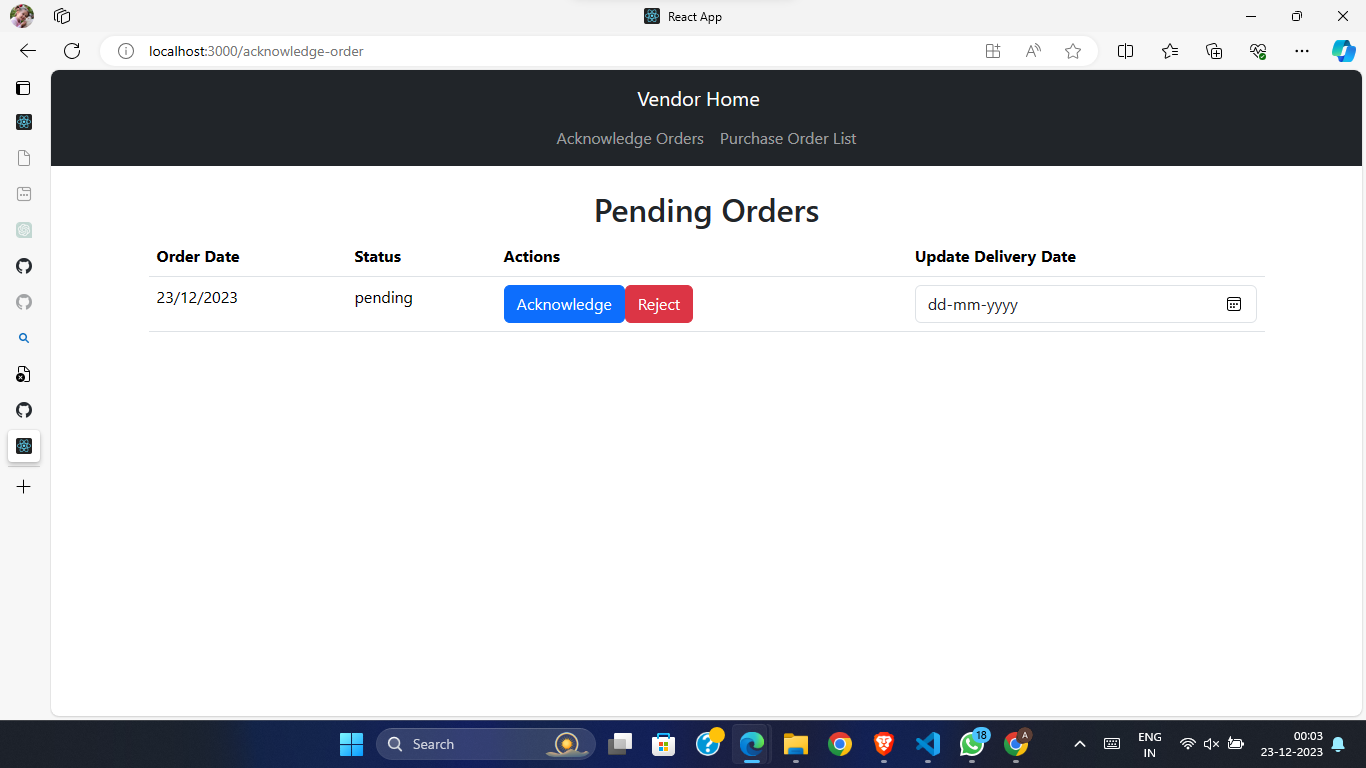 React App
localhost:3000/acknowledge-order
Vendor Home
Acknowledge Orders Purchase Order List
Pending Orders
Order Date Status Actions Update Delivery Date
23/12/2023 pending Acknowledge Reject dd-mm-yyyy
Search
18
A
ENG
IN
00:03
23-12-2023